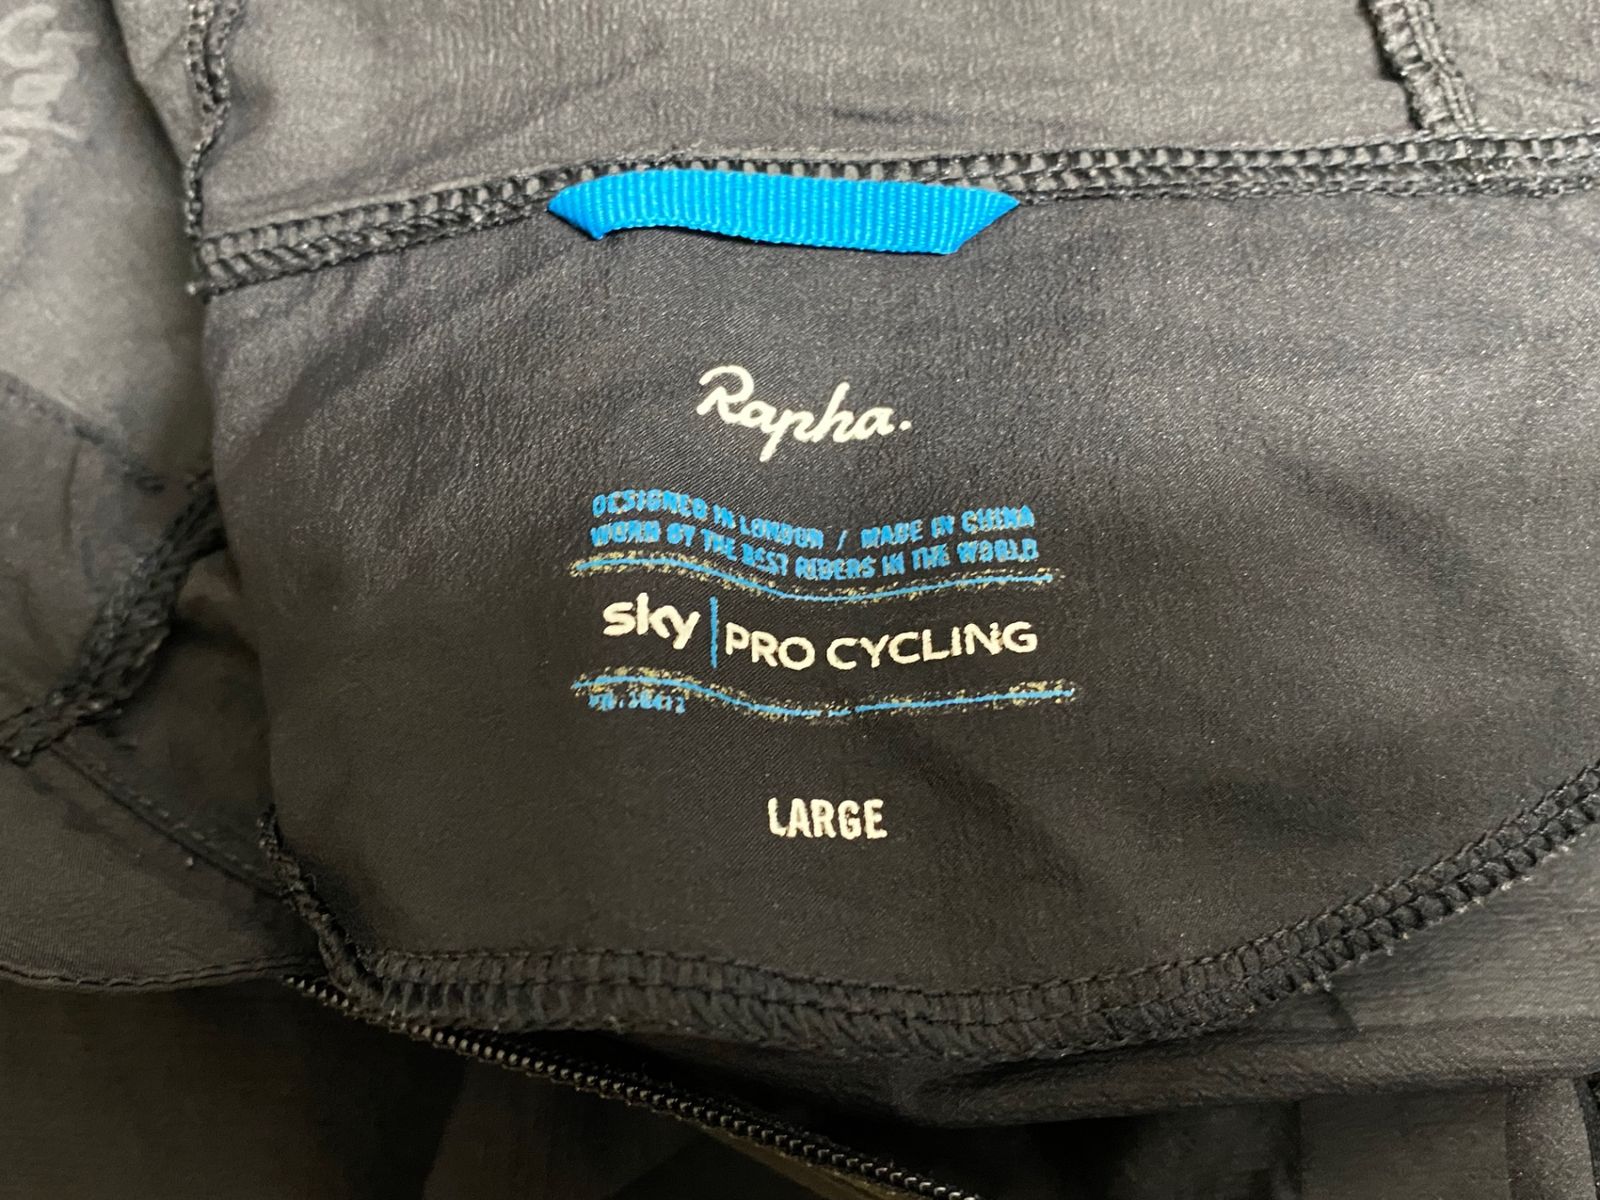 Rapha.
DESIGNED IN LONDON / MADE IN CHINA
WORN BY THE BEST RIDERS IN THE WORLD
sky | PRO CYCLING
LARGE